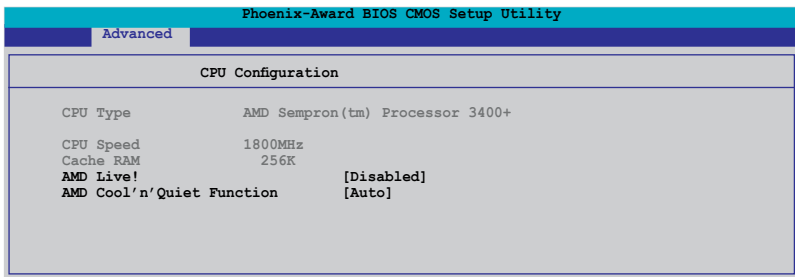 Phoenix-Award BIOS CMOS Setup Utility
Advanced
CPU Configuration
CPU Type AMD Sempron(tm) Processor 3400+
CPU Speed 1800MHz
Cache RAM 256K
AMD Live! [Disabled]
AMD Cool'n'Quiet Function [Auto]